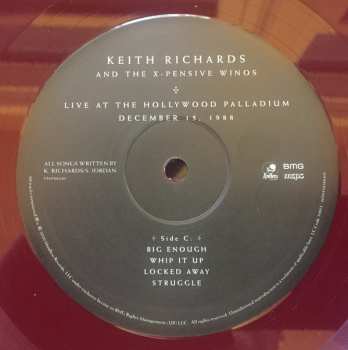 KEITH RICHARDS
AND THE X-PENSIVE WINOS
LIVE AT THE HOLLYWOOD PALLADIUM
DECEMBER 15, 1988
ALL SONGS WRITTEN BY
K. RICHARDS/S. JORDAN
BMG
Side C:
BIG ENOUGH
WHIP IT UP
LOCKED AWAY
STRUGGLE